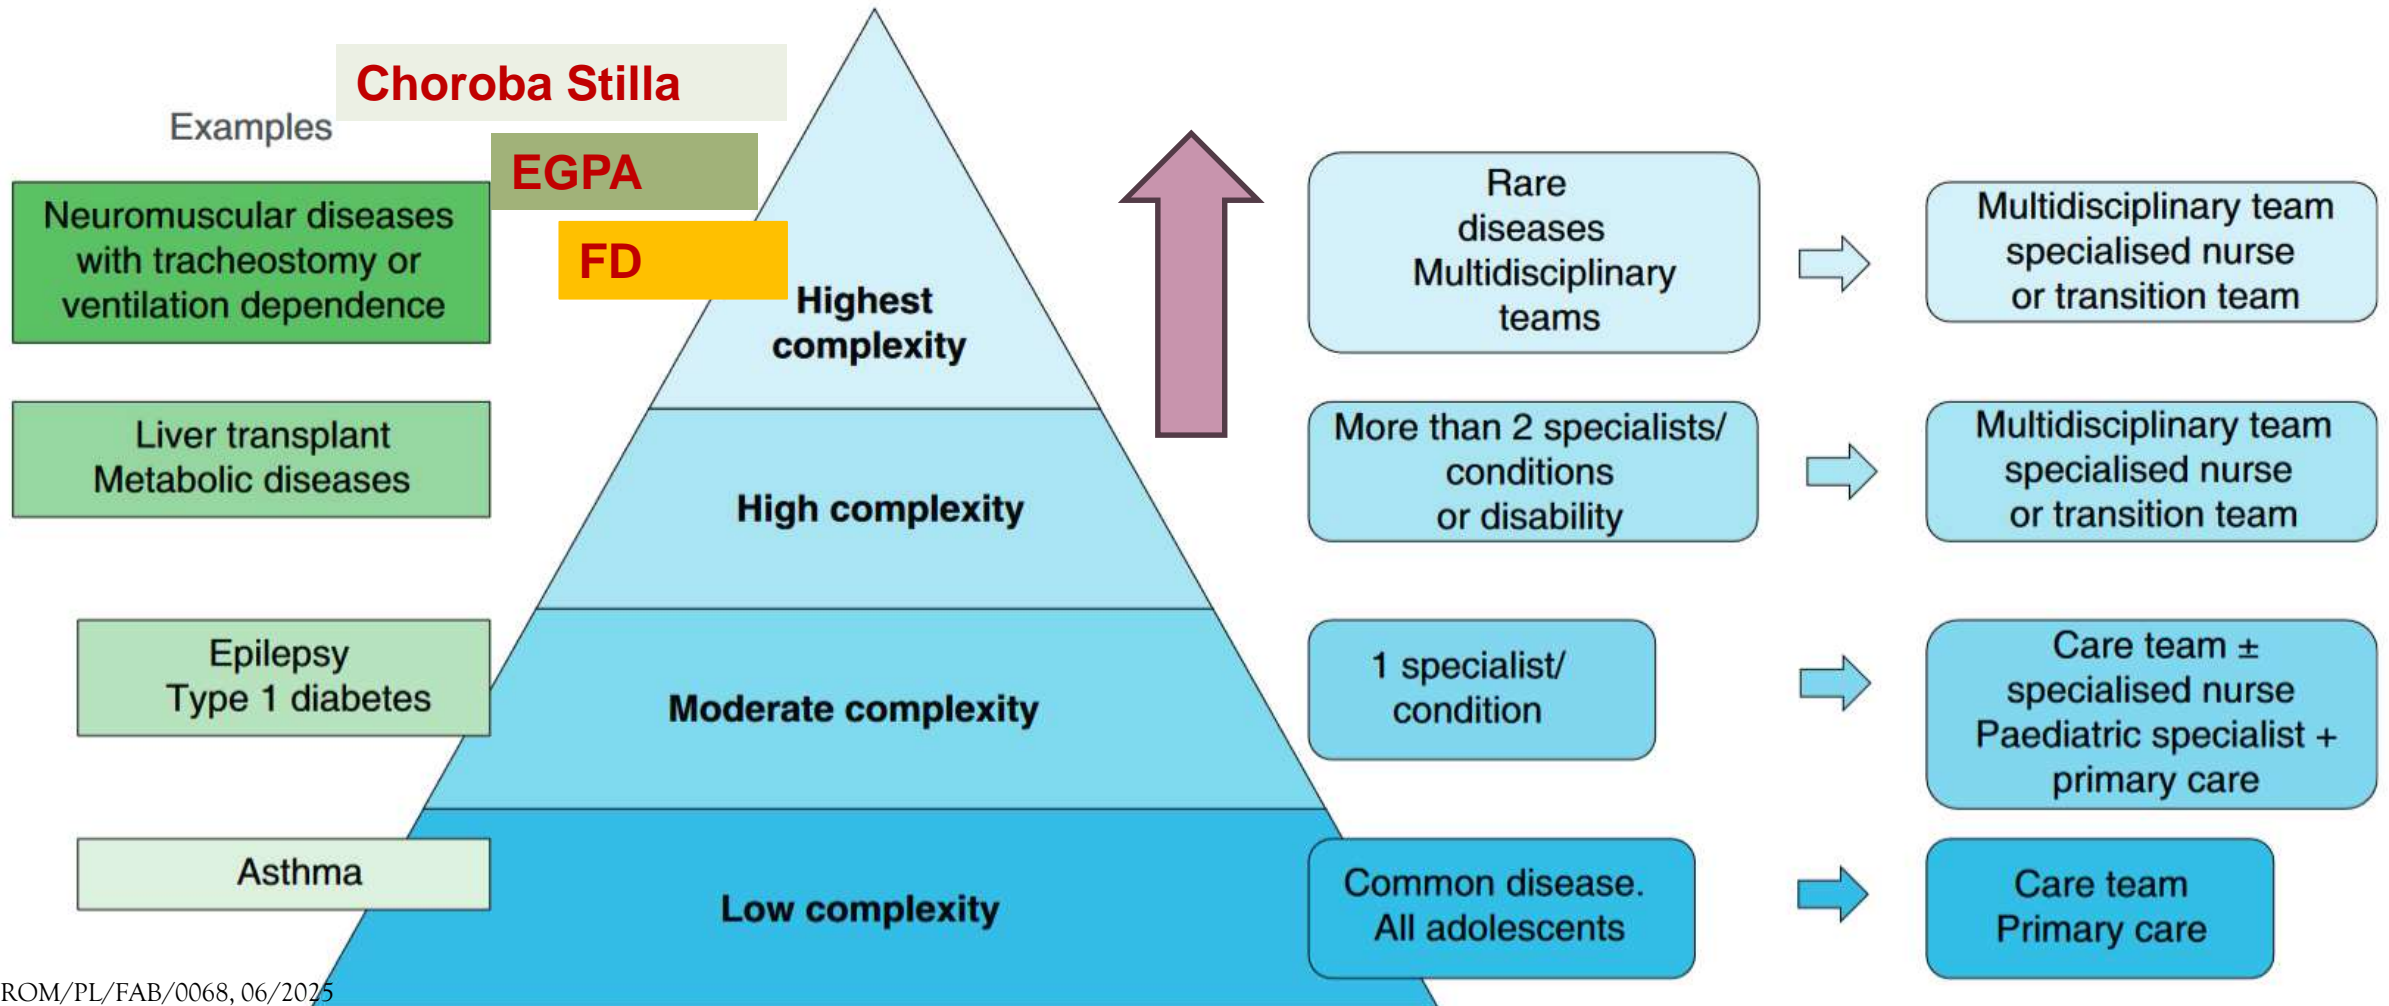 Choroba Stilla
Examples
EGPA
FD
Neuromuscular diseases
with tracheostomy or
ventilation dependence
Highest
complexity
Rare
diseases
Multidisciplinary
teams
Multidisciplinary team
specialised nurse
or transition team
Liver transplant
Metabolic diseases
High complexity
More than 2 specialists/
conditions
or disability
Multidisciplinary team
specialised nurse
or transition team
Epilepsy
Type 1 diabetes
Moderate complexity
1 specialist/
condition
Care team ±
specialised nurse
Paediatric specialist +
primary care
Asthma
Low complexity
Common disease.
All adolescents
Care team
Primary care
ROM/PL/FAB/0068, 06/2025